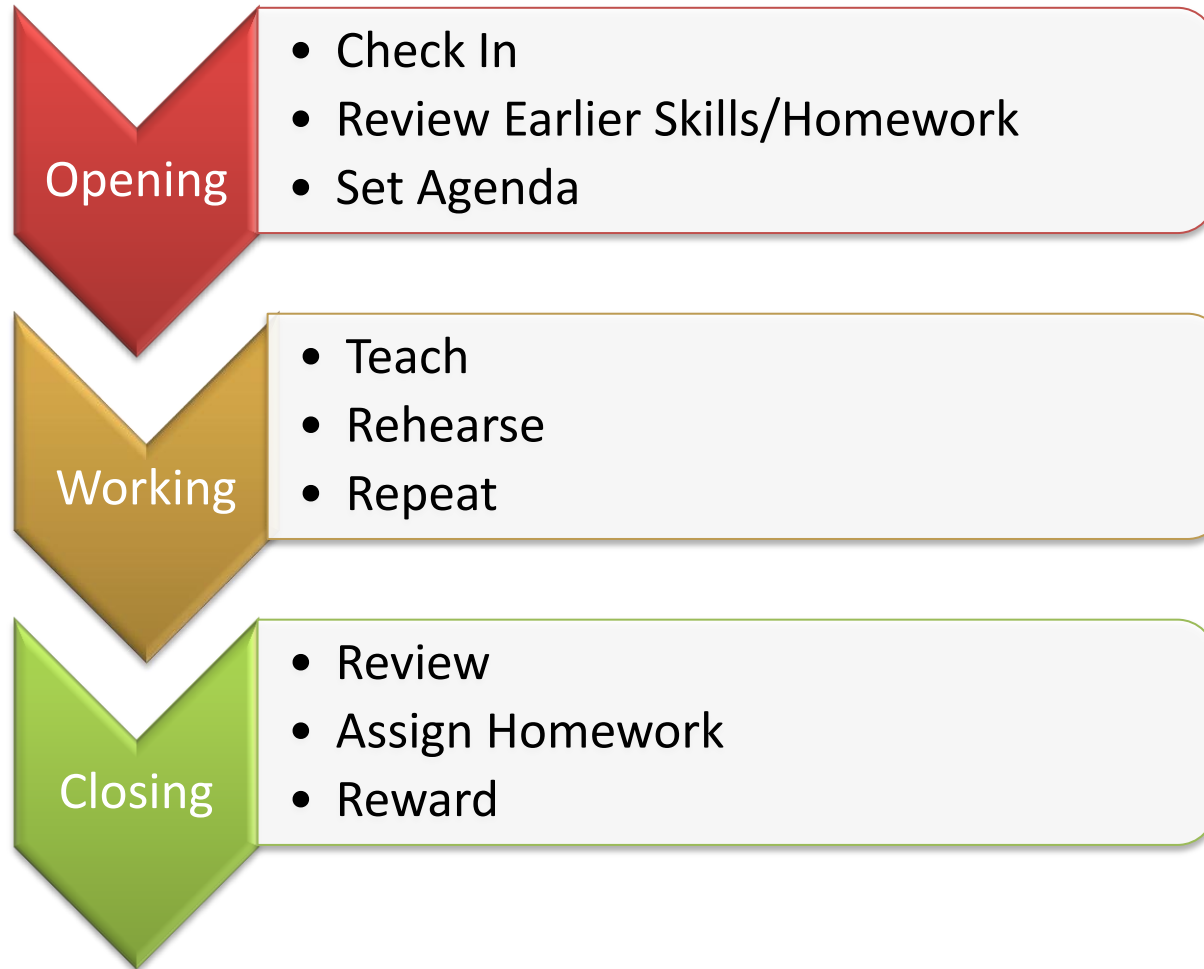 Opening
• Check In
• Review Earlier Skills/Homework
• Set Agenda
Working
• Teach
• Rehearse
• Repeat
Closing
• Review
• Assign Homework
• Reward